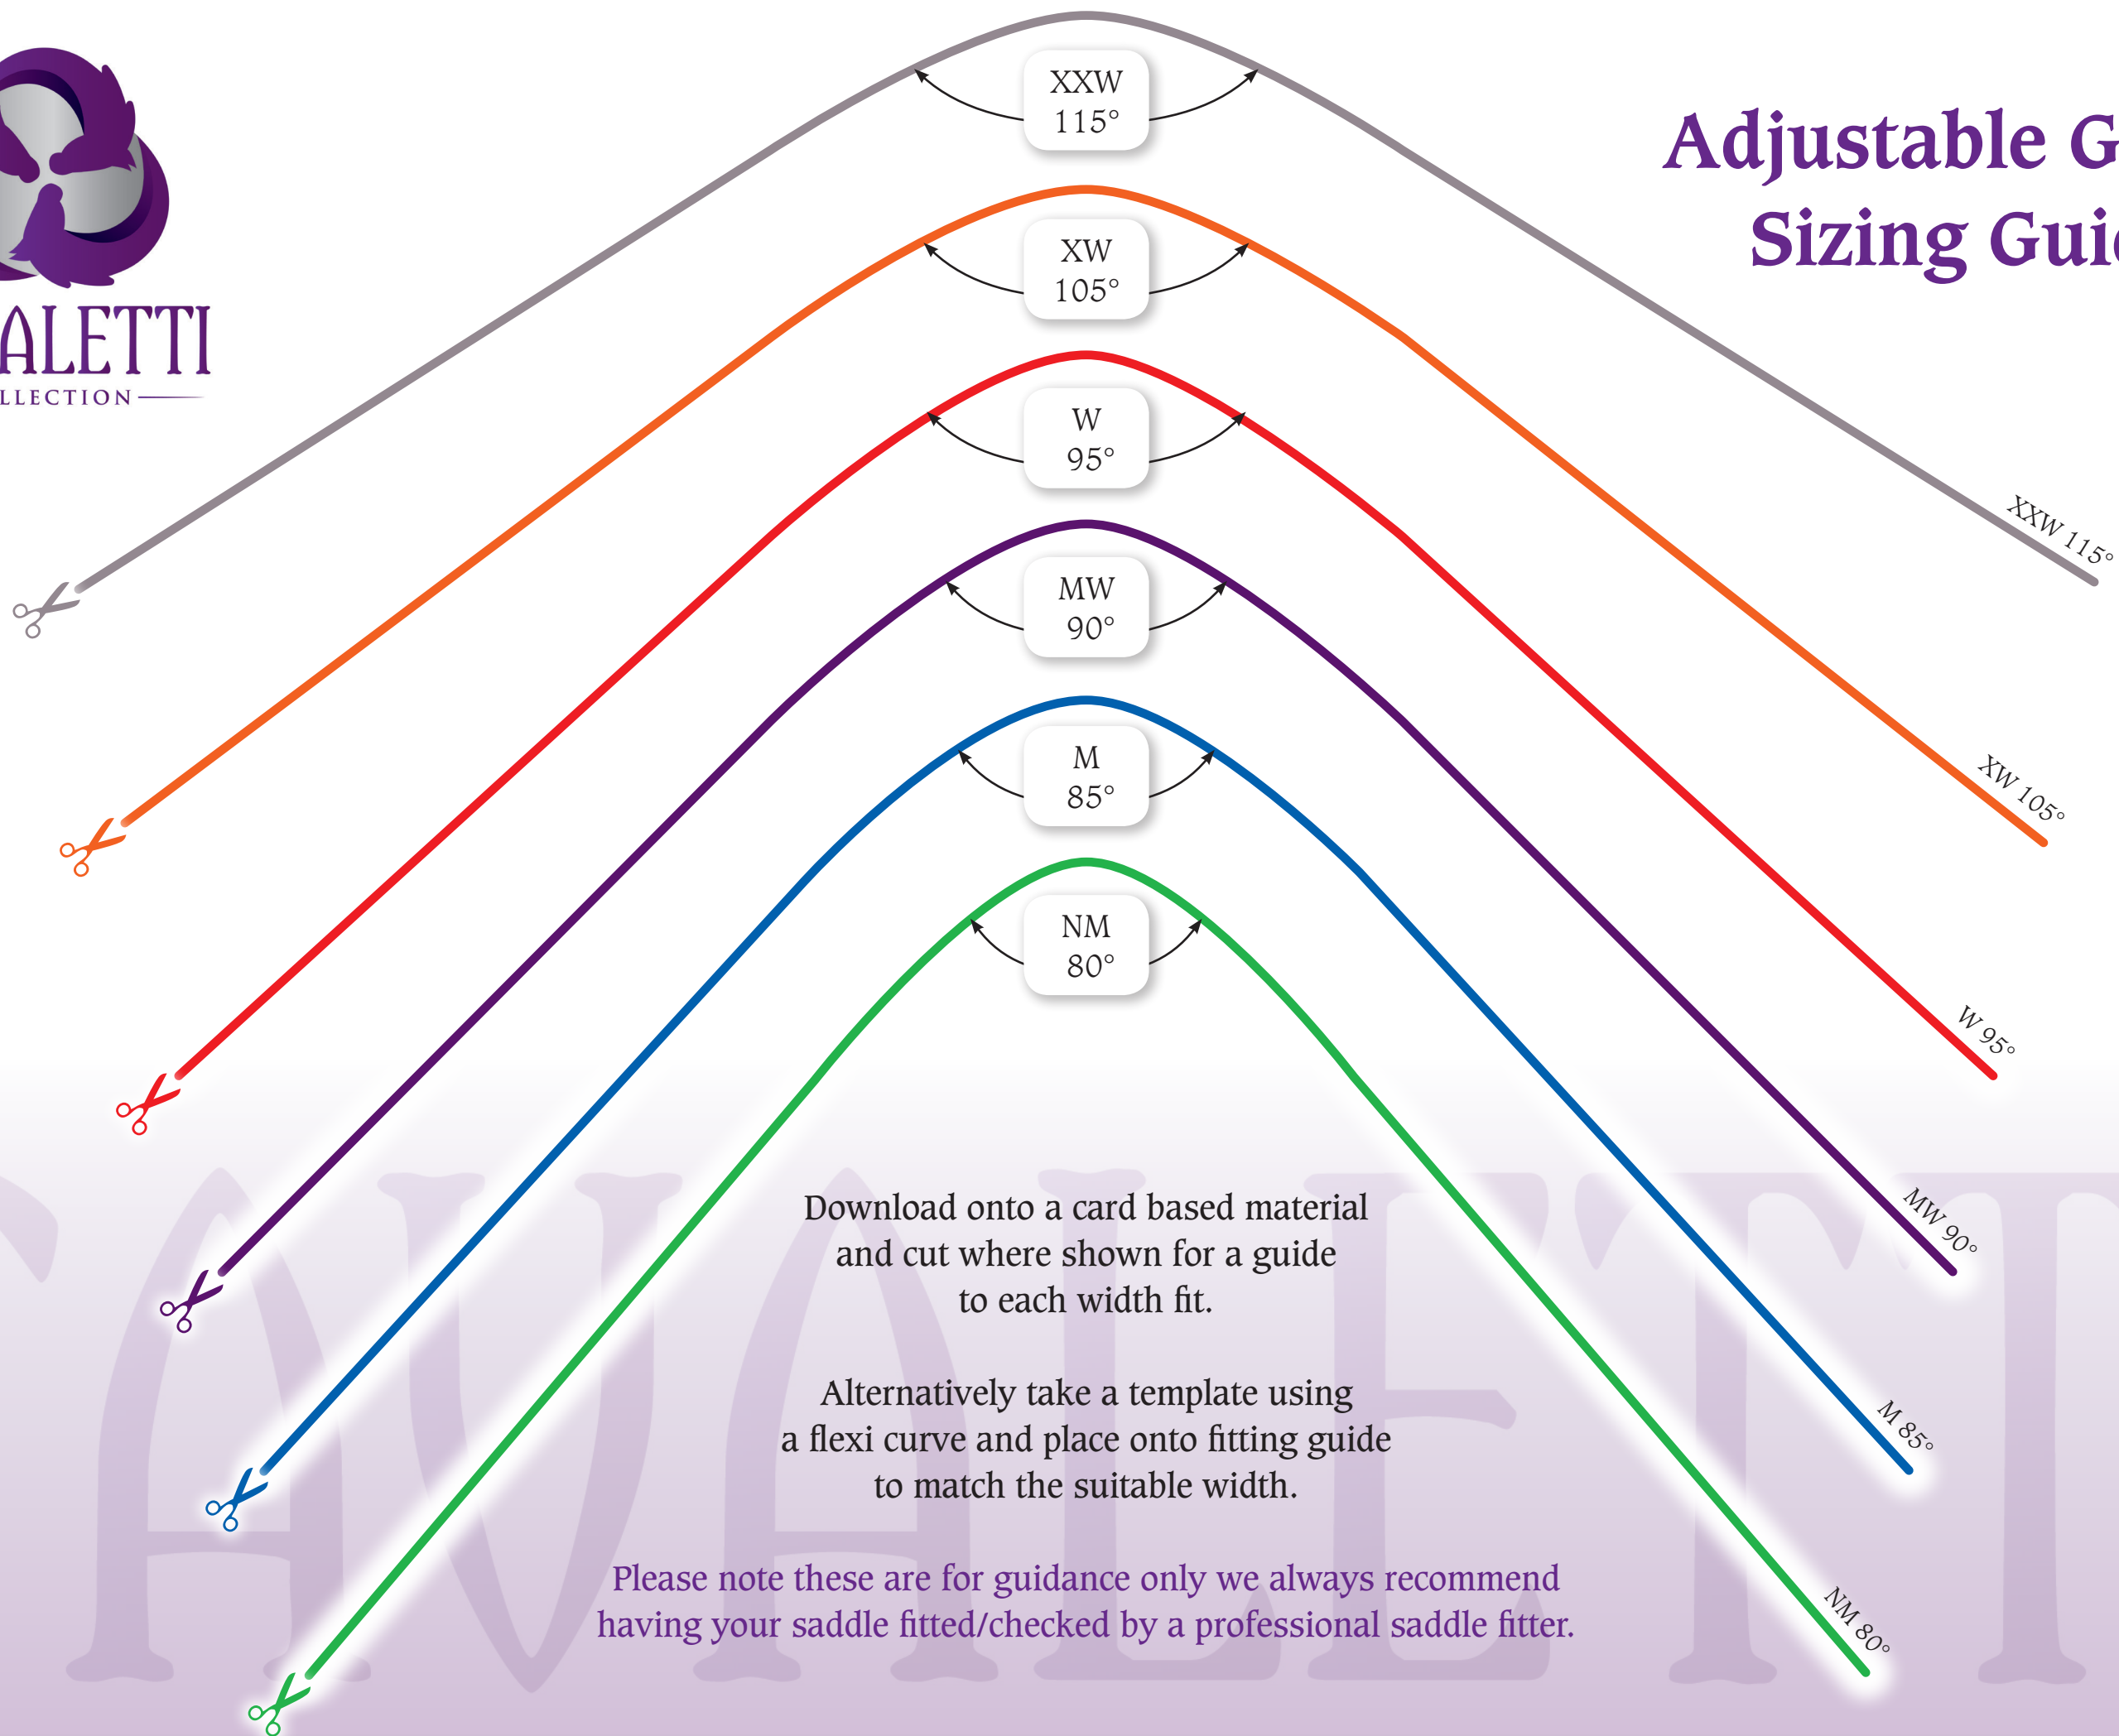 ALETTI
LLECTION
Adjustable G
Sizing Gui
XXW
115°
XW
105°
W
95°
MW
90°
M
85°
NM
80°
XXW 115°
XW 105°
W 95°
MW 90°
M 85°
NM 80°
Download onto a card based material
and cut where shown for a guide
to each width fit.
Alternatively take a template using
a flexi curve and place onto fitting guide
to match the suitable width.
Please note these are for guidance only we always recommend
having your saddle fitted/checked by a professional saddle fitter.
AVALETT